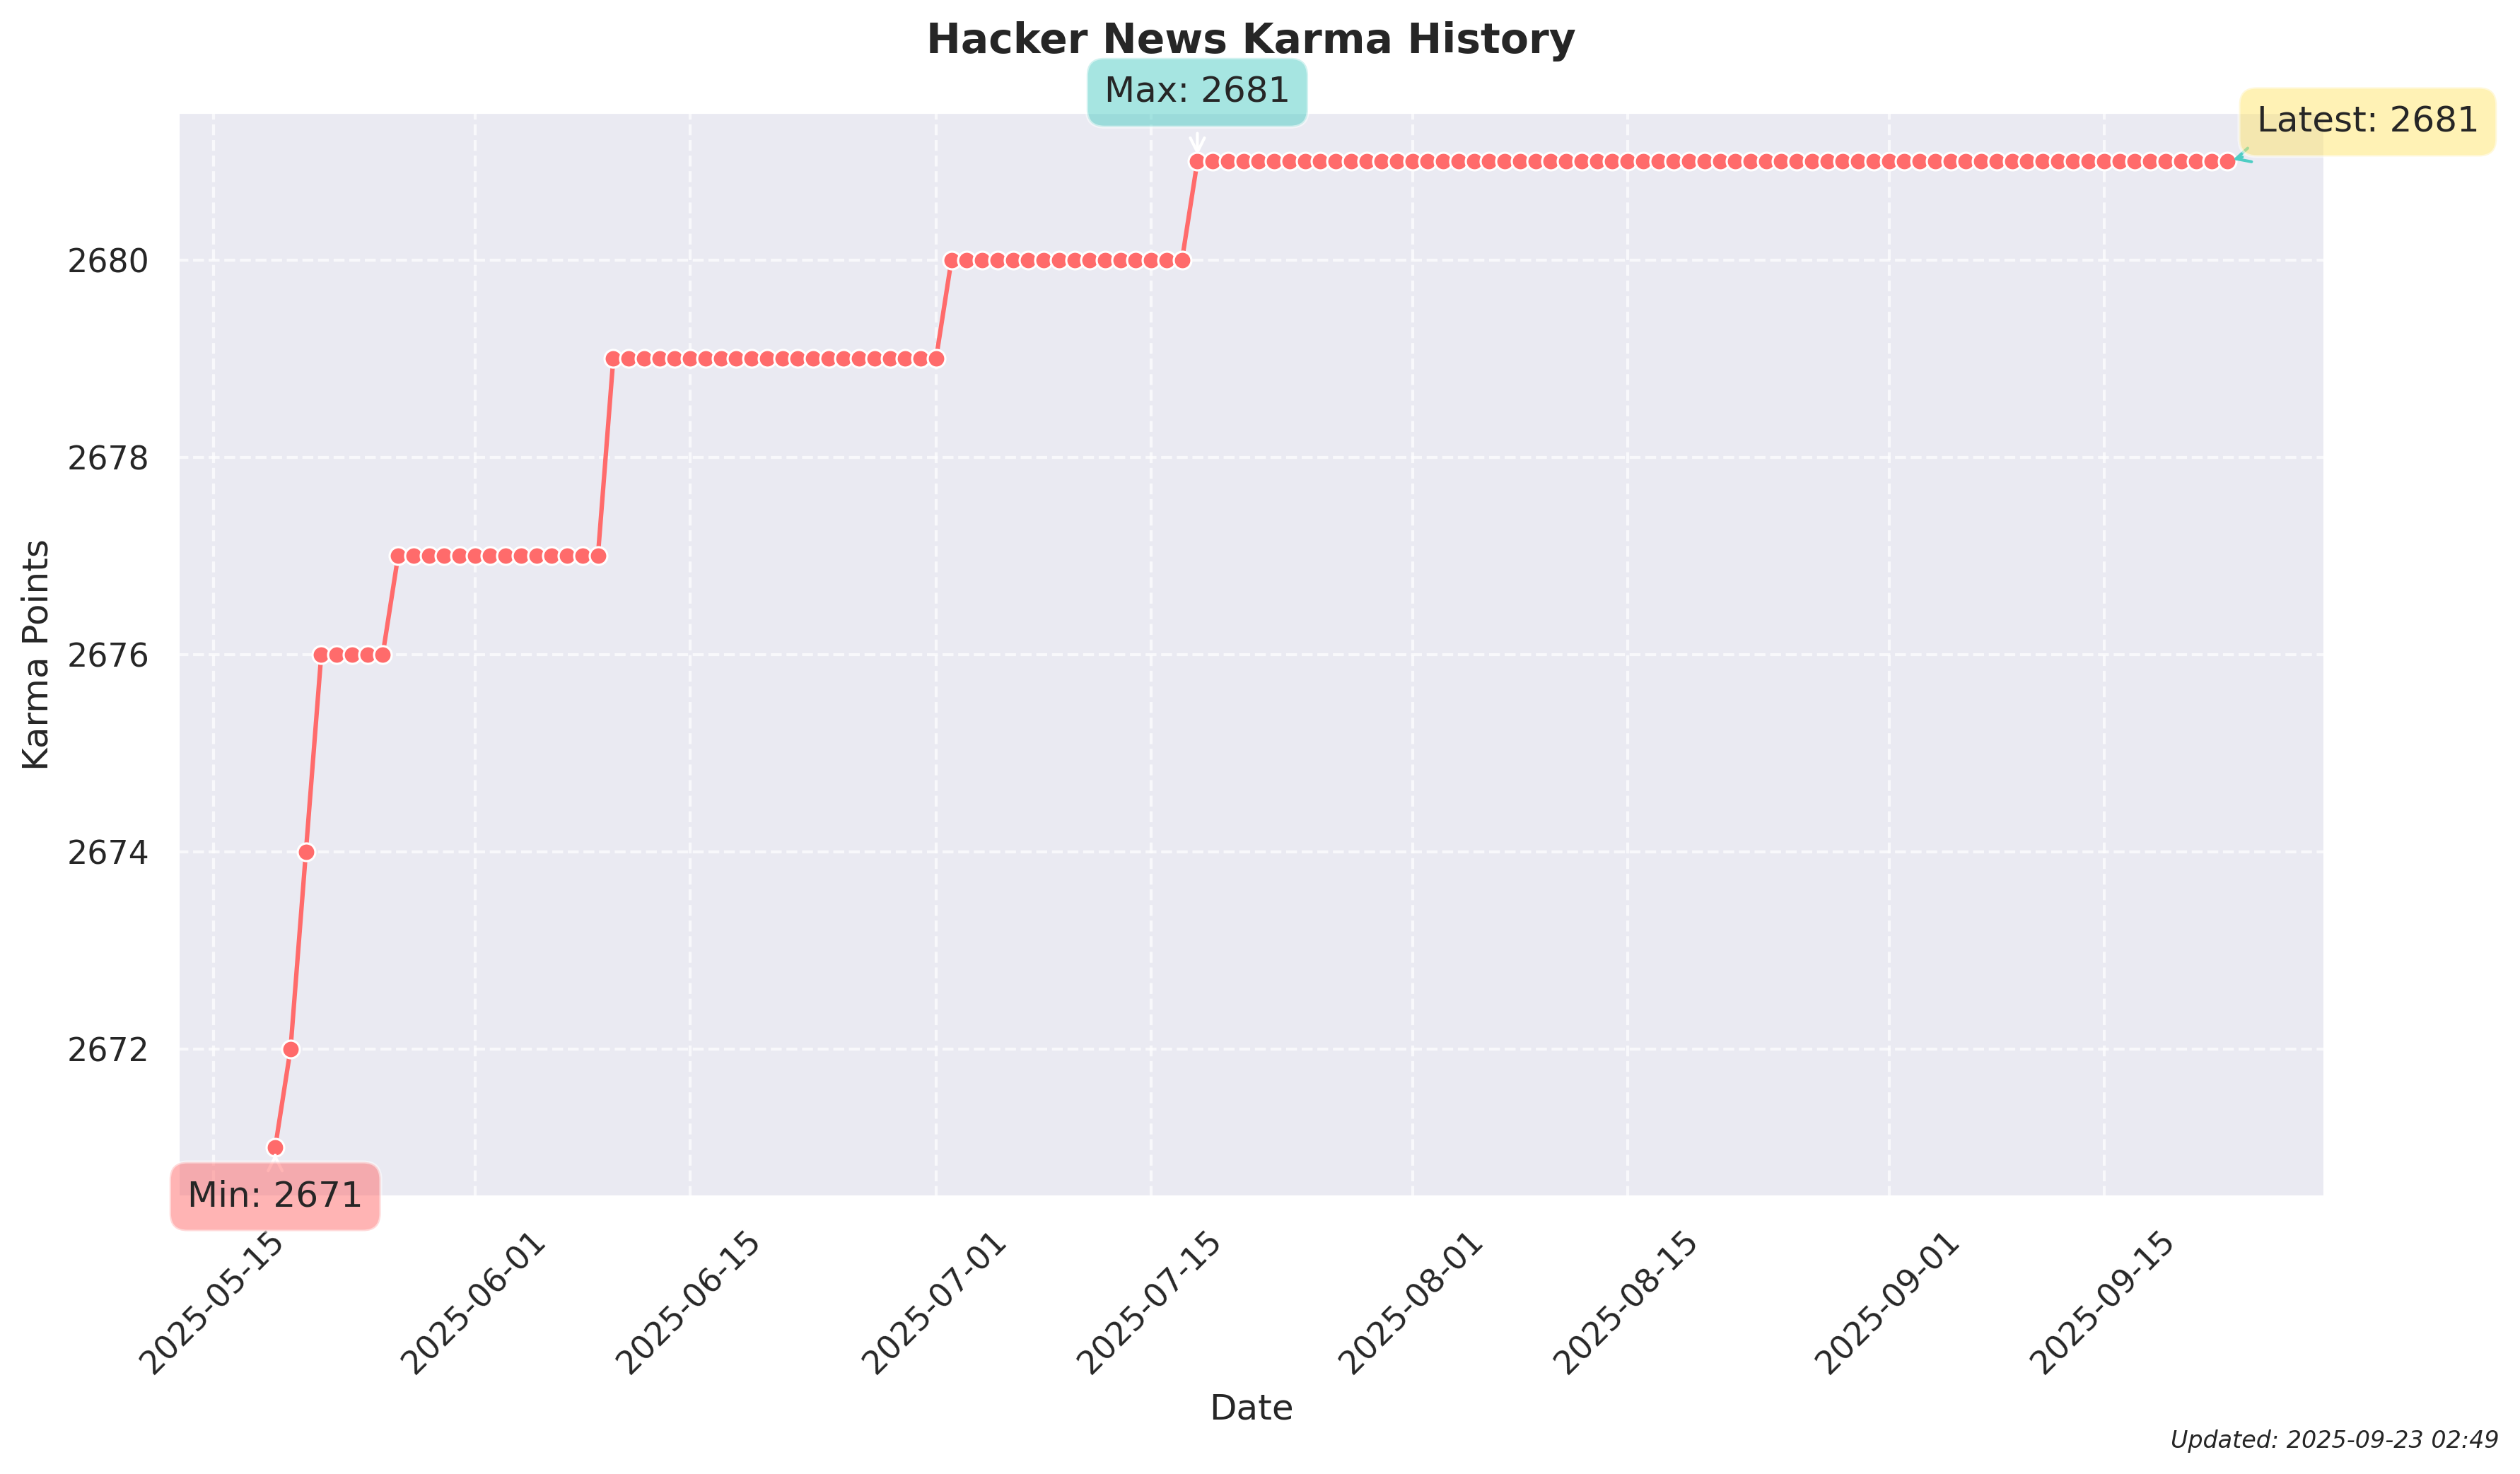 Hacker News Karma History
Max: 2681
Latest: 2681
2680
2678
2676
2674
2672
Karma Points
Min: 2671
2025-05-15
2025-06-01
2025-06-15
2025-07-01
2025-07-15
2025-08-01
2025-08-15
2025-09-01
2025-09-15
Date
Updated: 2025-09-23 02:49